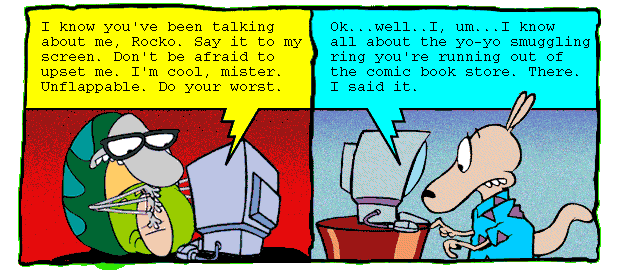 I know you've been talking
about me, Rocko. Say it to my
screen. Don't be afraid to
upset me. I'm cool, mister.
Unflappable. Do your worst.
Ok...well..I, um...I know
all about the yo-yo smuggling
ring you're running out of
the comic book store. There.
I said it.